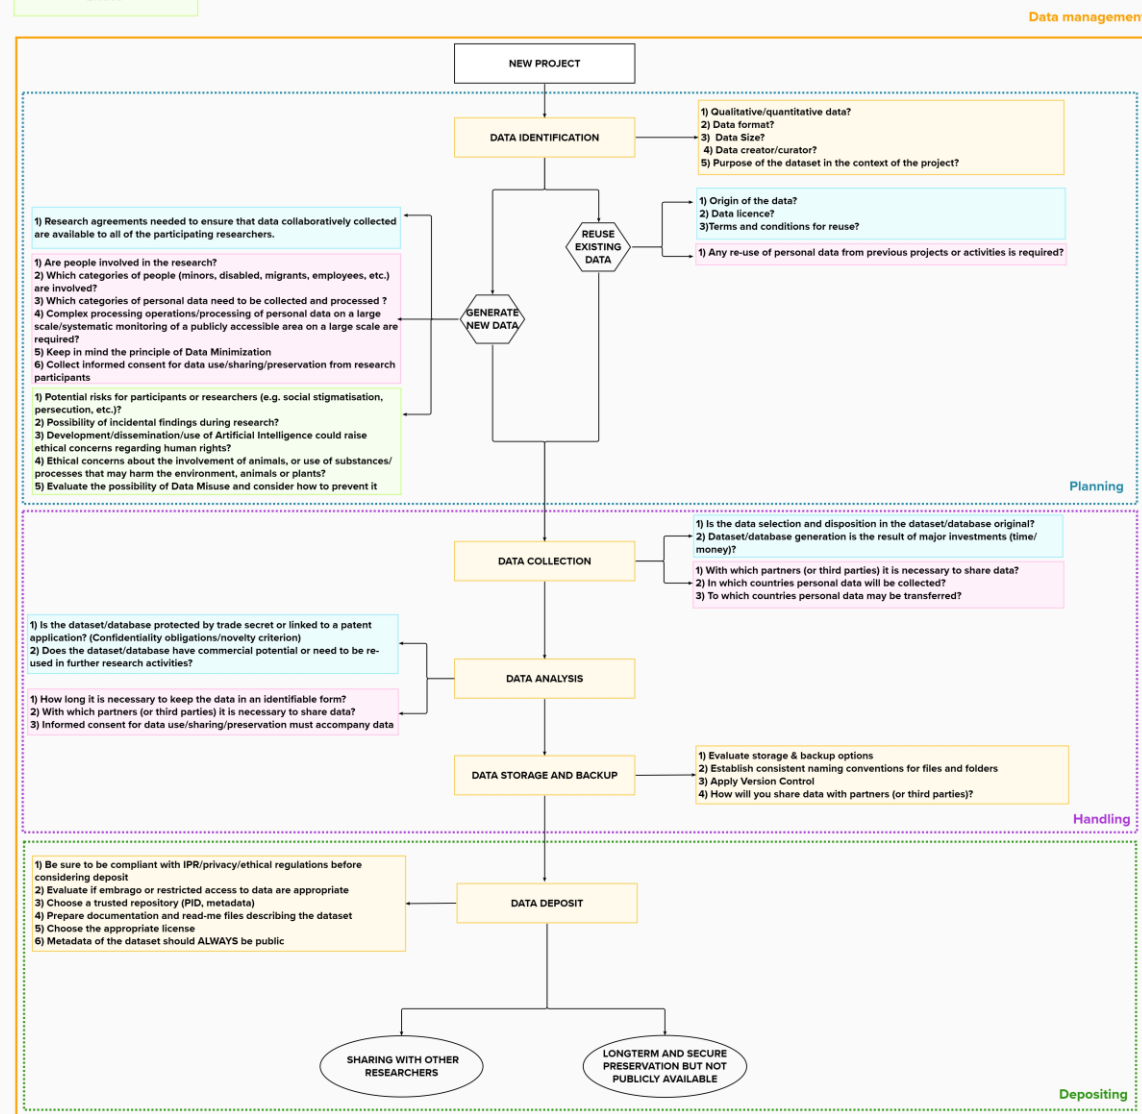 Data management
NEW PROJECT
DATA IDENTIFICATION
1) Qualitative/quantitative data?
2) Data format?
3) Data Size?
4) Data creator/curator?
5) Purpose of the dataset in the context of the project?
REUSE
EXISTING
DATA
1) Origin of the data?
2) Data licence?
3)Terms and conditions for reuse?
1) Any re-use of personal data from previous projects or activities is required?
GENERATE
NEW DATA
1) Research agreements needed to ensure that data collaboratively collected
are available to all of the participating researchers.
1) Are people involved in the research?
2) Which categories of people (minors, disabled, migrants, employees, etc.)
are involved?
3) Which categories of personal data need to be collected and processed ?
4) Complex processing operations/processing of personal data on a large
scale/systematic monitoring of a publicly accessible area on a large scale are
required?
5) Keep in mind the principle of Data Minimization
6) Collect informed consent for data use/sharing/preservation from research
participants
1) Potential risks for participants or researchers (e.g. social stigmatisation,
persecution, etc.)?
2) Possibility of incidental findings during research?
3) Development/dissemination/use of Artificial Intelligence could raise
ethical concerns regarding human rights?
4) Ethical concerns about the involvement of animals, or use of substances/
processes that may harm the environment, animals or plants?
5) Evaluate the possibility of Data Misuse and consider how to prevent it
Planning
DATA COLLECTION
1) Is the data selection and disposition in the dataset/database original?
2) Dataset/database generation is the result of major investments (time/
money)?
1) With which partners (or third parties) it is necessary to share data?
2) In which countries personal data will be collected?
3) To which countries personal data may be transferred?
1) Is the dataset/database protected by trade secret or linked to a patent
application? (Confidentiality obligations/novelty criterion)
2) Does the dataset/database have commercial potential or need to be re-
used in further research activities?
DATA ANALYSIS
1) How long it is necessary to keep the data in an identifiable form?
2) With which partners (or third parties) it is necessary to share data?
3) Informed consent for data use/sharing/preservation must accompany data
DATA STORAGE AND BACKUP
1) Evaluate storage & backup options
2) Establish consistent naming conventions for files and folders
3) Apply Version Control
4) How will you share data with partners (or third parties)?
Handling
1) Be sure to be compliant with IPR/privacy/ethical regulations before
considering deposit
2) Evaluate if embrago or restricted access to data are appropriate
3) Choose a trusted repository (PID, metadata)
4) Prepare documentation and read-me files describing the dataset
5) Choose the appropriate license
6) Metadata of the dataset should ALWAYS be public
DATA DEPOSIT
SHARING WITH OTHER
RESEARCHERS
LONGTERM AND SECURE
PRESERVATION BUT NOT
PUBLICLY AVAILABLE
Depositing